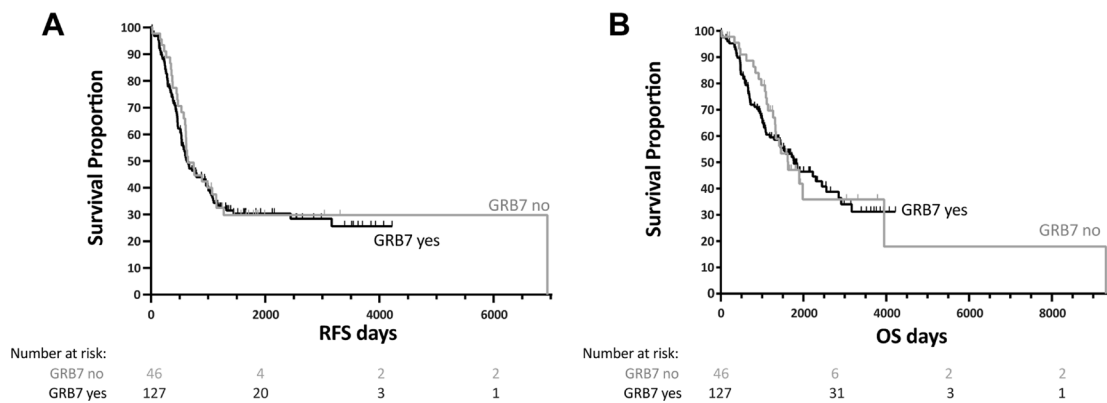 A
Survival Proportion
100
90
80
70
60
50
40
30
20
10
0
GRB7 no
GRB7 yes
0 2000 4000 6000
RFS days
Number at risk:
GRB7 no 46 4 2 2
GRB7 yes 127 20 3 1
B
Survival Proportion
100
90
80
70
60
50
40
30
20
10
0
GRB7 yes
GRB7 no
0 2000 4000 6000 8000
OS days
Number at risk:
GRB7 no 46 6 2 2
GRB7 yes 127 31 3 1